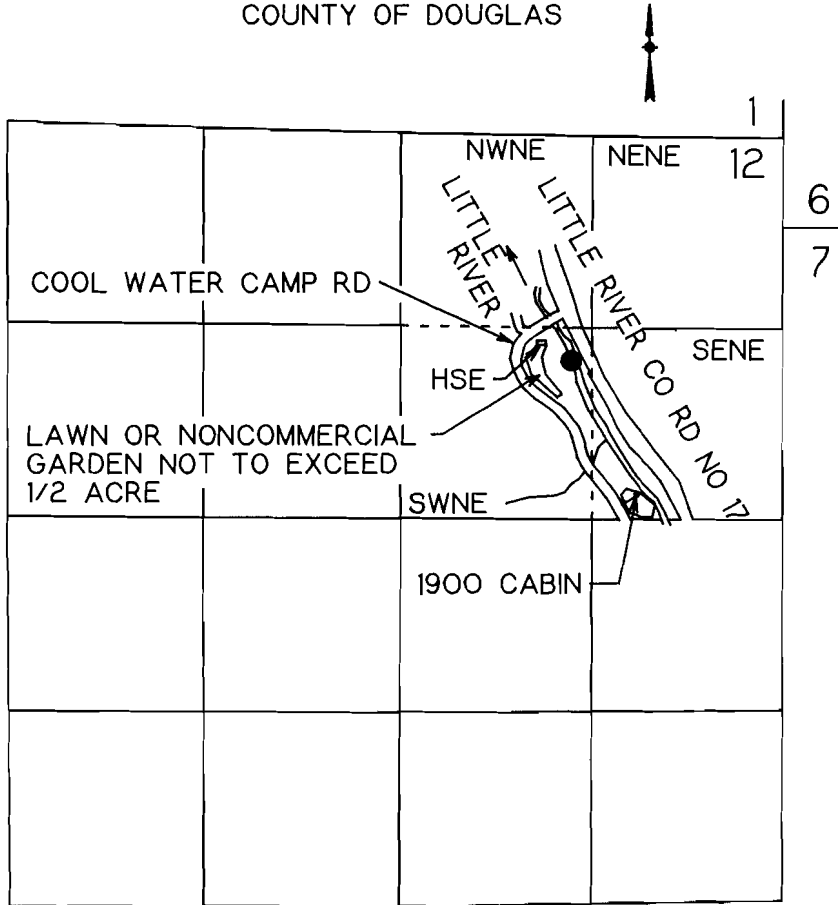 COUNTY OF DOUGLAS
1
NWNE
NENE
12
6
7
LITTLE
RIVER
LITTLE RIVER CO RD NO 17
COOL WATER CAMP RD
SENE
HSE
LAWN OR NONCOMMERCIAL
GARDEN NOT TO EXCEED
1/2 ACRE
SWNE
1900 CABIN